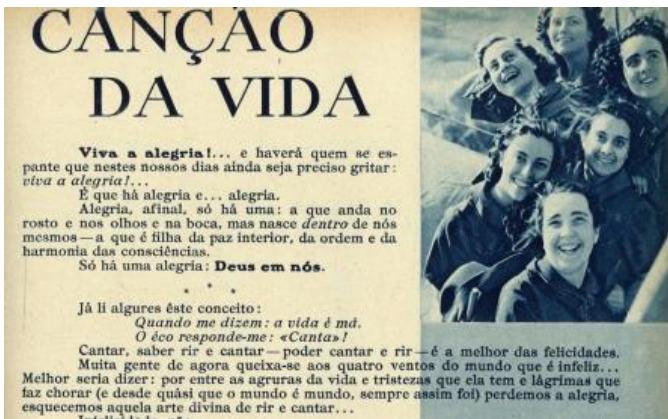 CANÇÃO
DA VIDA
Viva a alegria!... e haverá quem se es-
pante que nestes nossos dias ainda seja preciso gritar:
viva a alegria!...
É que há alegria e... alegria.
Alegria, afinal, só há uma: a que anda no
rosto e nos olhos e na boca, mas nasce dentro de nós
mesmos—a que é filha da paz interior, da ordem e da
harmonia das consciências.
Só há uma alegria: Deus em nós.
* * *
Já li algures êste conceito:
Quando me dizem: a vida é má.
O éco responde-me: «Canta»!
Cantar, saber rir e cantar—poder cantar e rir—é a melhor das felicidades.
Muita gente de agora queixa-se aos quatro ventos do mundo que é infeliz...
Melhor seria dizer: por entre as agruras da vida e tristezas que ela tem e lágrimas que
faz chorar (e desde quási que o mundo é mundo, sempre assim foi) perdemos a alegria,
esquecemos aquela arte divina de rir e cantar...